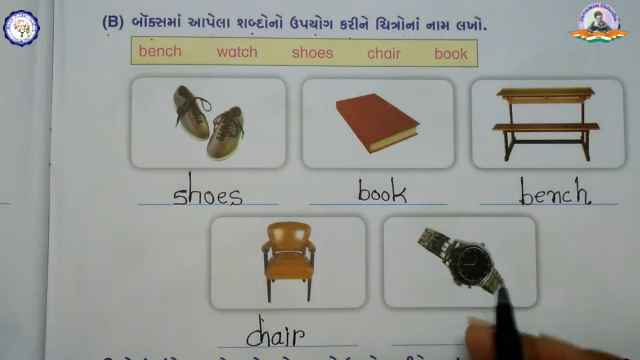 (B) બૉક્સમાં આપેલા શબ્દોનો ઉપયોગ કરીને ચિત્રોનાં નામ લખો.
bench watch shoes chair book
shoes book bench
chair